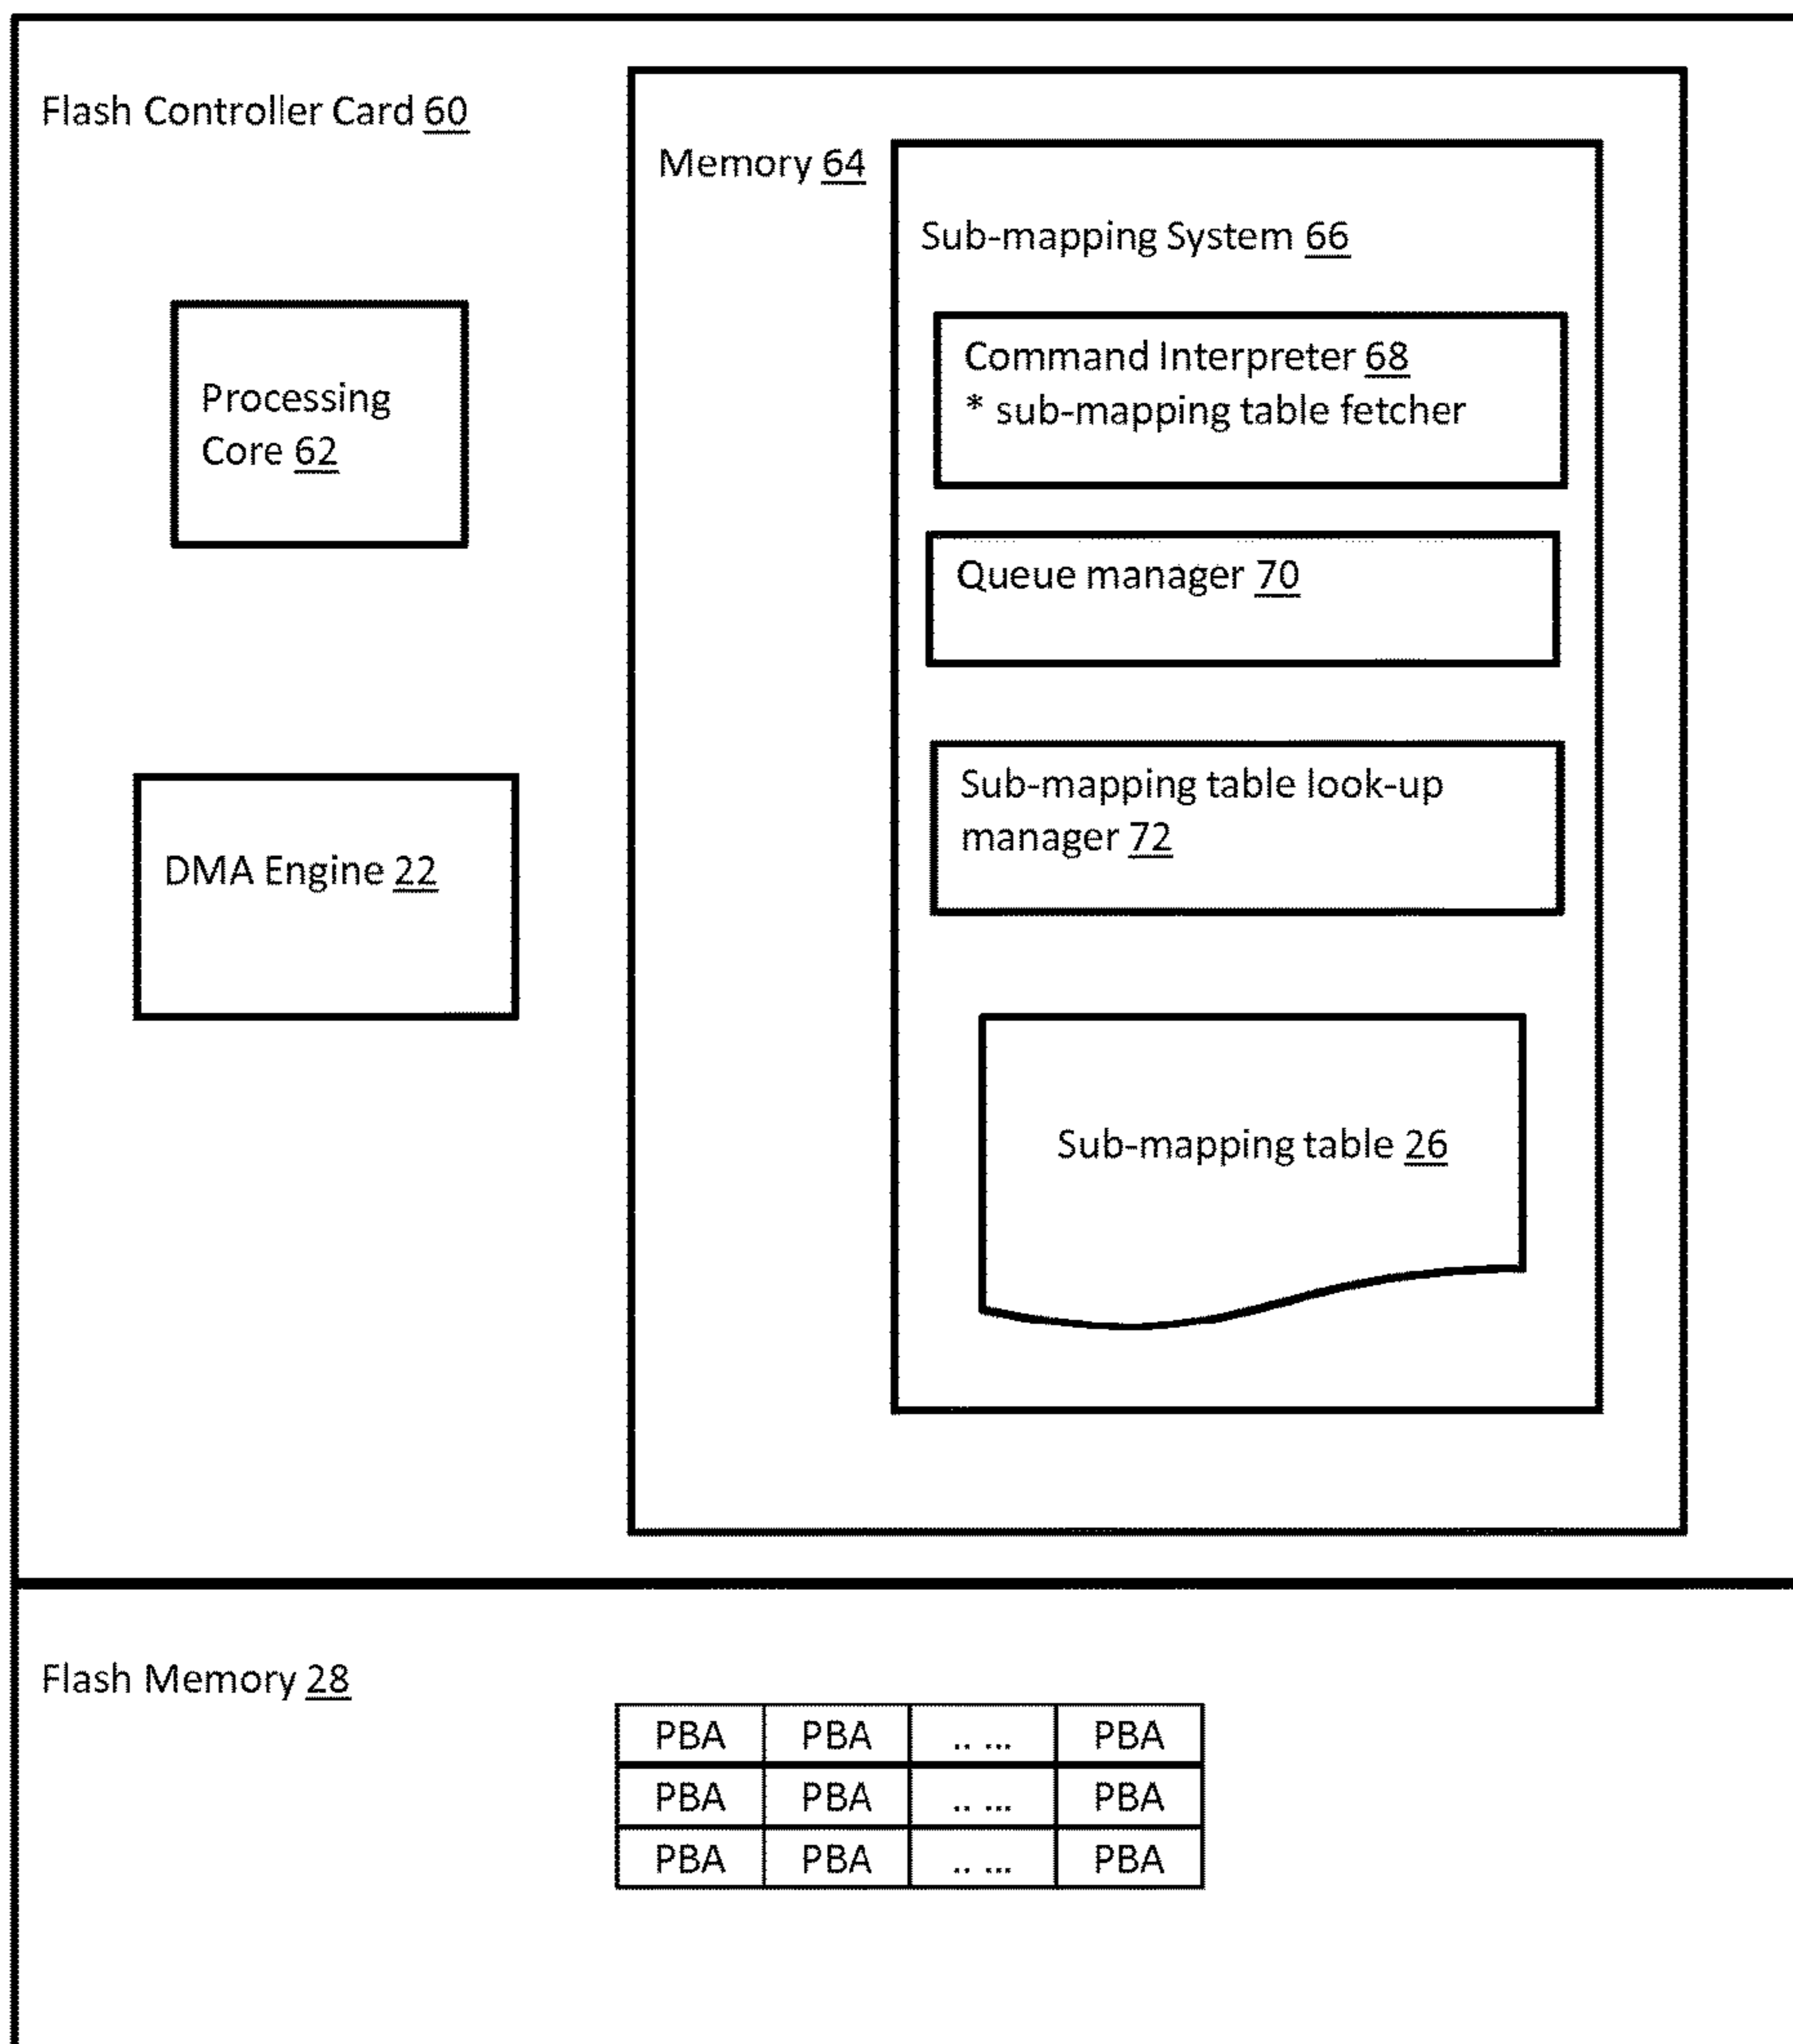 Flash Controller Card 60
Memory 64
Sub-mapping System 66
Command Interpreter 68
* sub-mapping table fetcher
Processing
Core 62
Queue manager 70
Sub-mapping table look-up
manager 72
DMA Engine 22
Sub-mapping table 26
Flash Memory 28
PBA PBA .. ... PBA
PBA PBA .. ... PBA
PBA PBA .. ... PBA